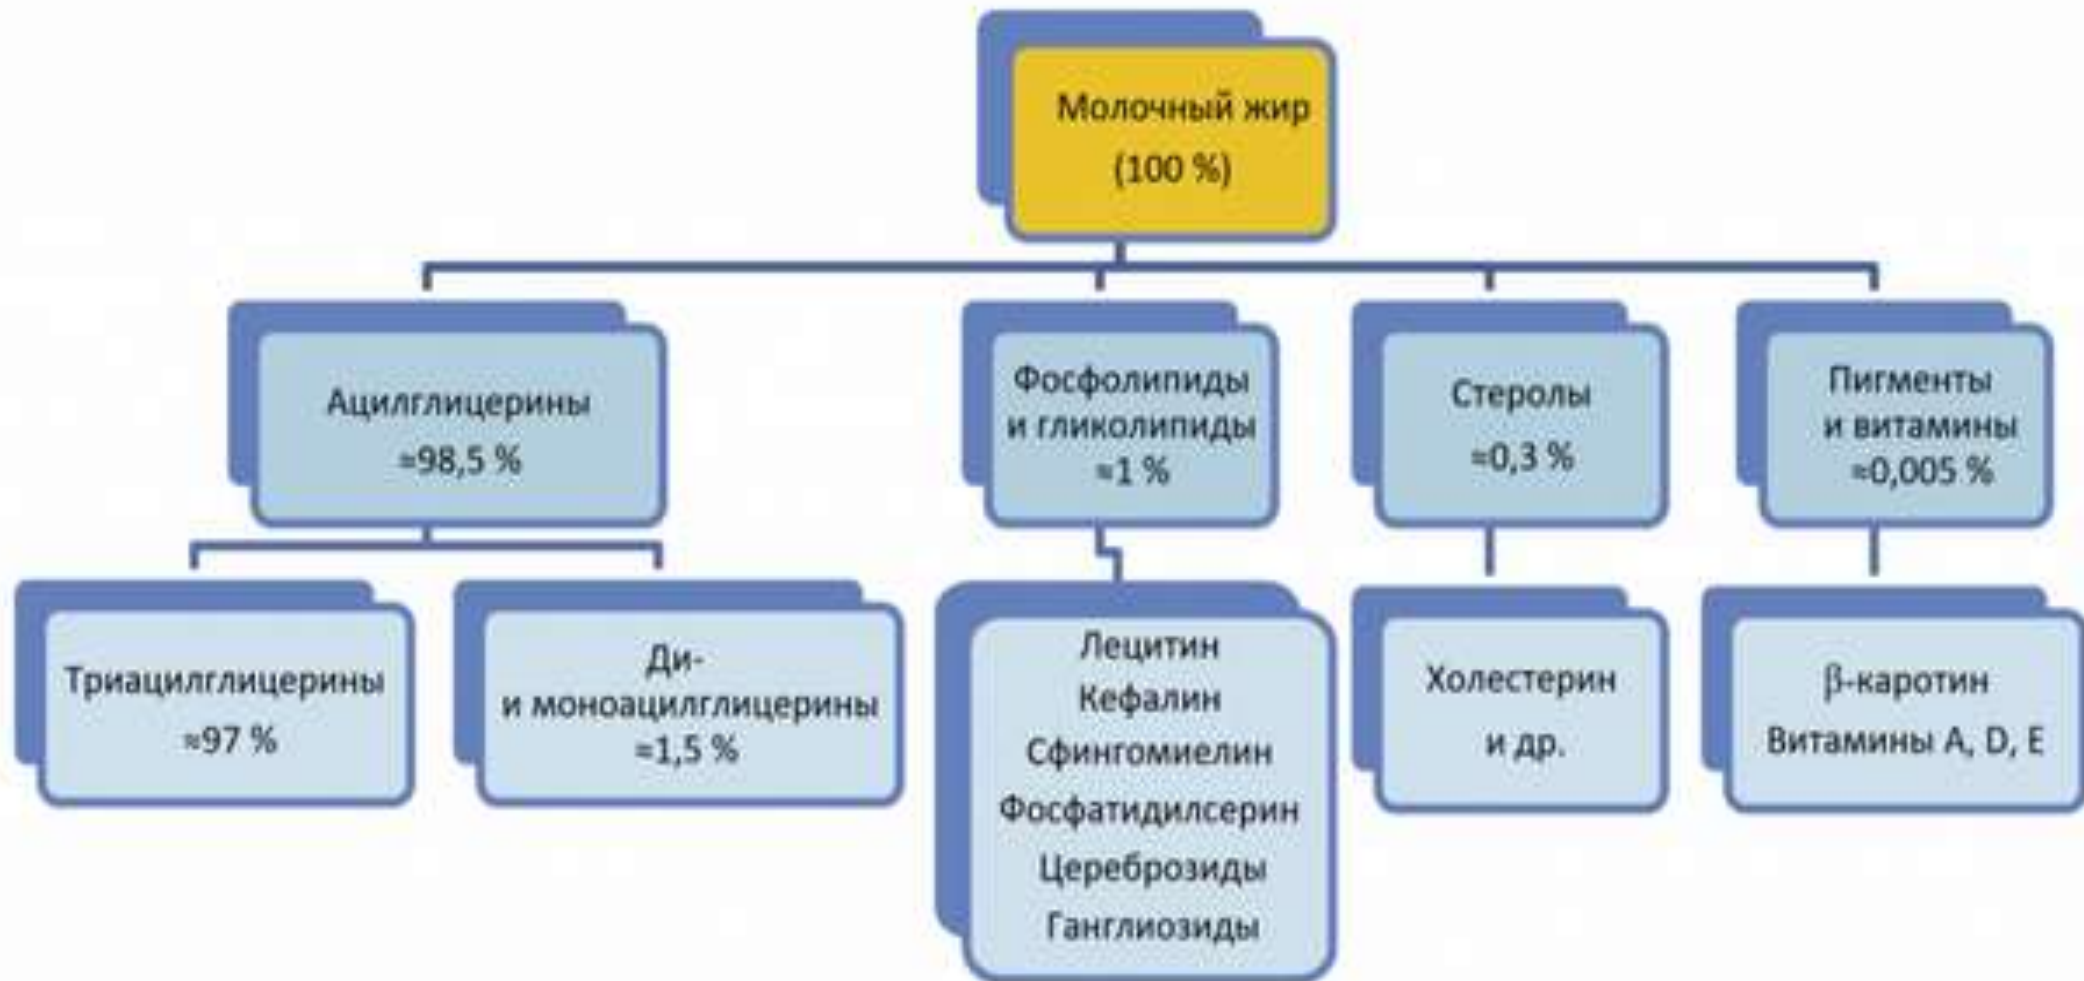 Молочный жир
(100 %)
Ацилглицерины
≈98,5 %
Фосфолипиды
и гликолипиды
≈1 %
Стеролы
≈0,3 %
Пигменты
и витамины
≈0,005 %
Триацилглицерины
≈97 %
Ди-
и моноацилглицерины
≈1,5 %
Лецитин
Кефалин
Сфингомиелин
Фосфатидилсерин
Цереброзиды
Ганглиозиды
Холестерин
и др.
β-каротин
Витамины A, D, E